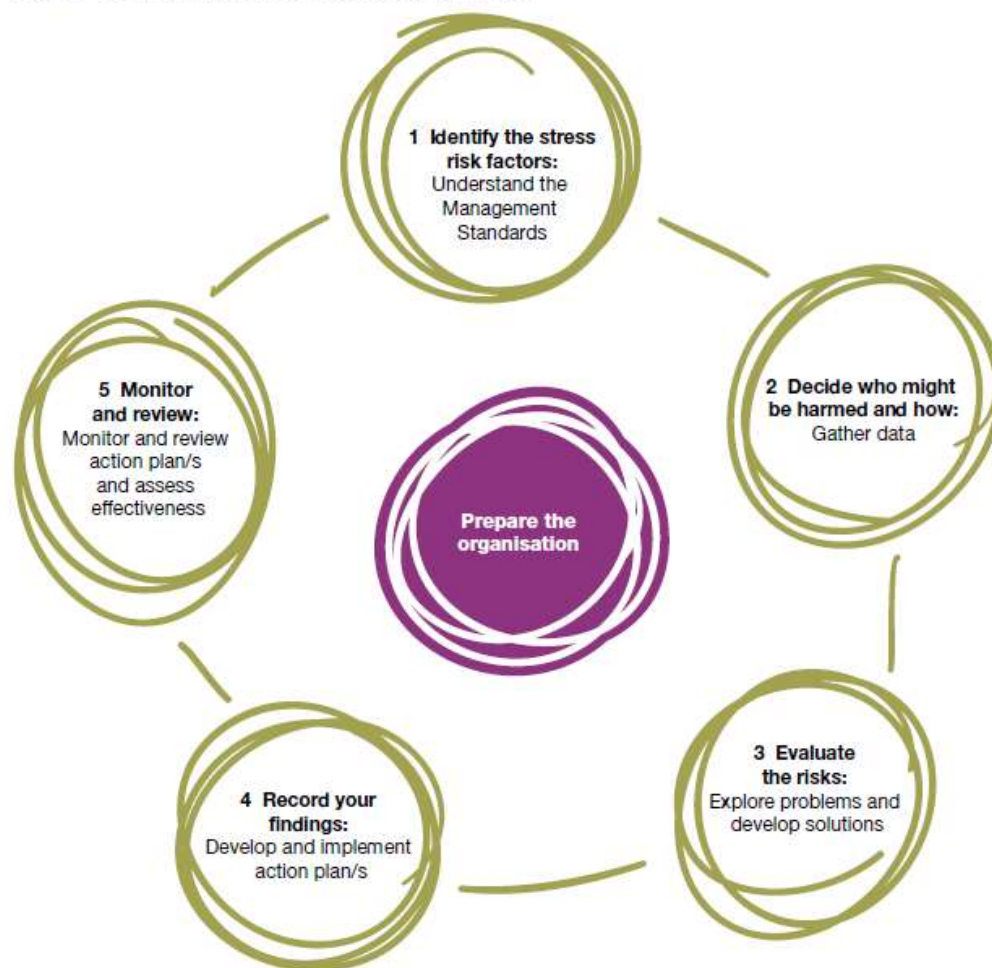 1 Identify the stress
risk factors:
Understand the
Management
Standards
2 Decide who might
be harmed and how:
Gather data
3 Evaluate
the risks:
Explore problems and
develop solutions
4 Record your
findings:
Develop and implement
action plan/s
5 Monitor
and review:
Monitor and review
action plan/s
and assess
effectiveness
Prepare the
organisation